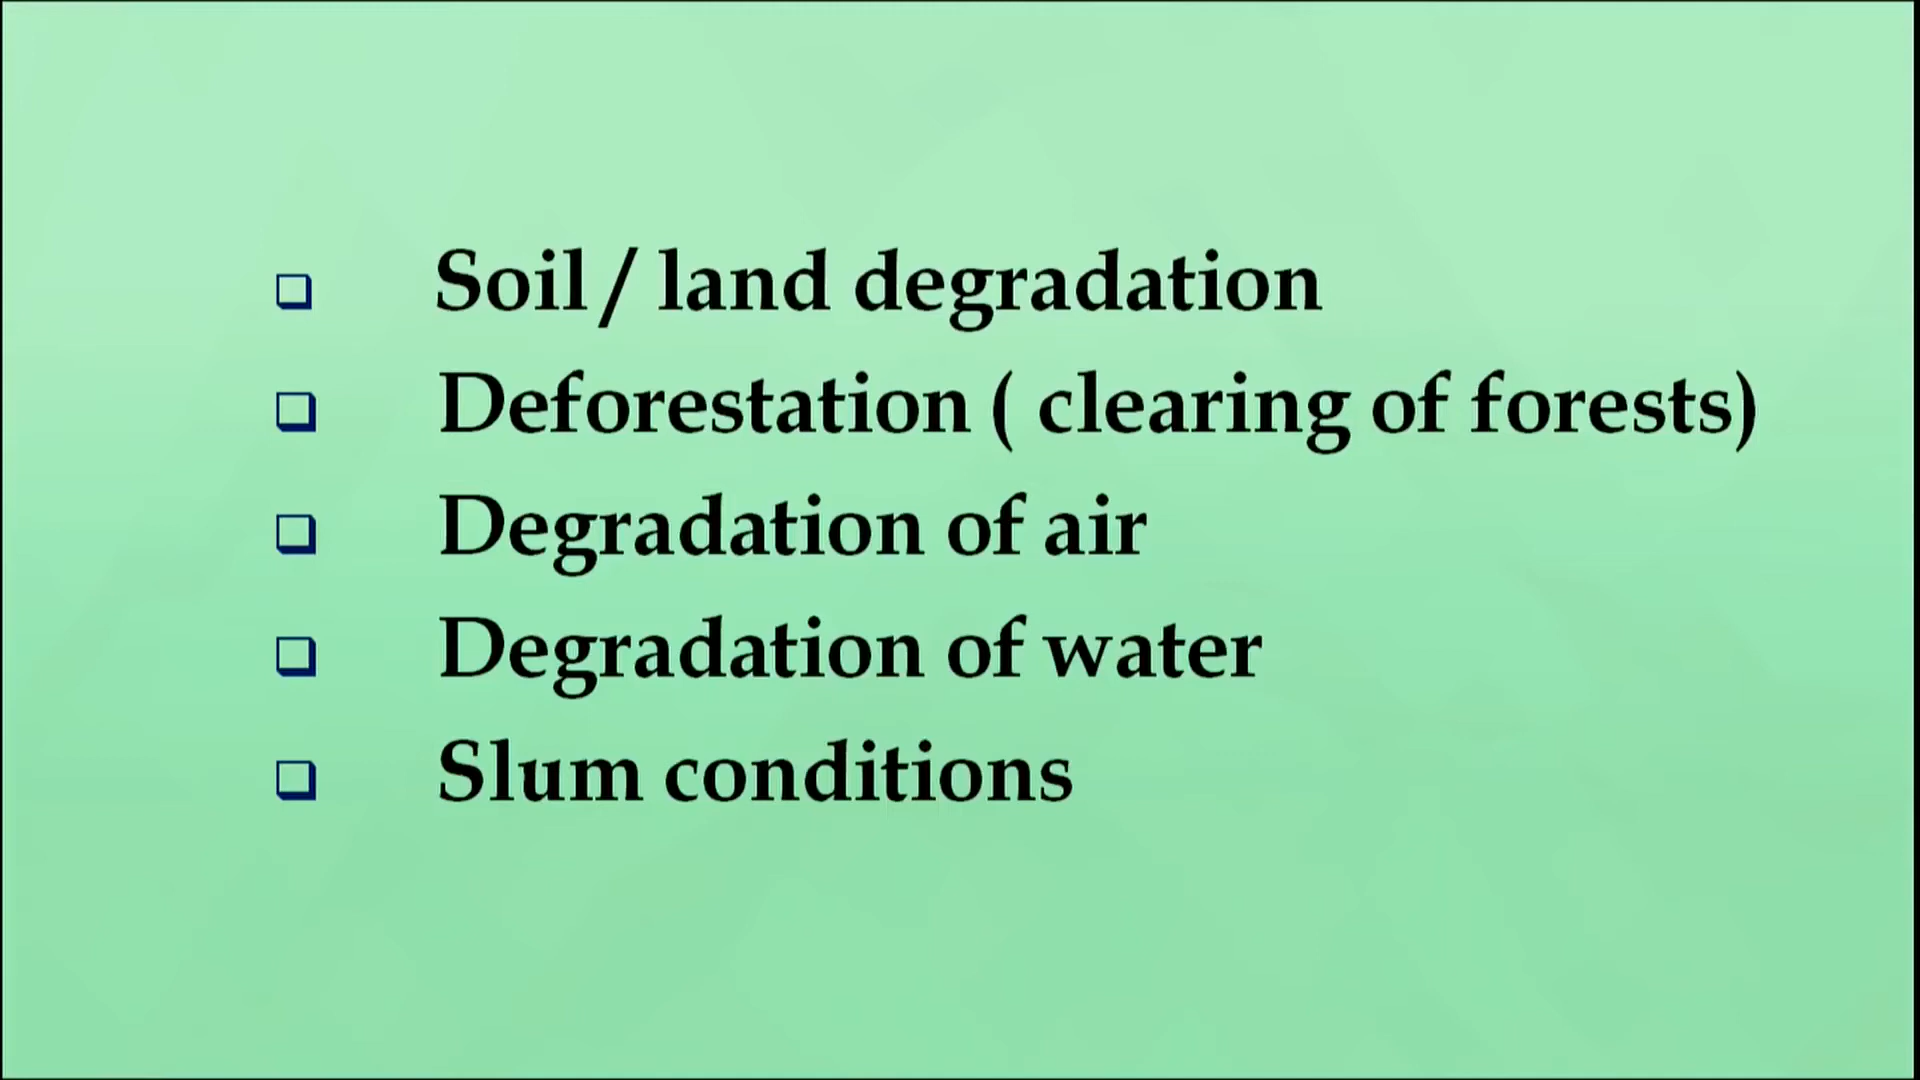 Soil / land degradation
Deforestation ( clearing of forests)
Degradation of air
Degradation of water
Slum conditions